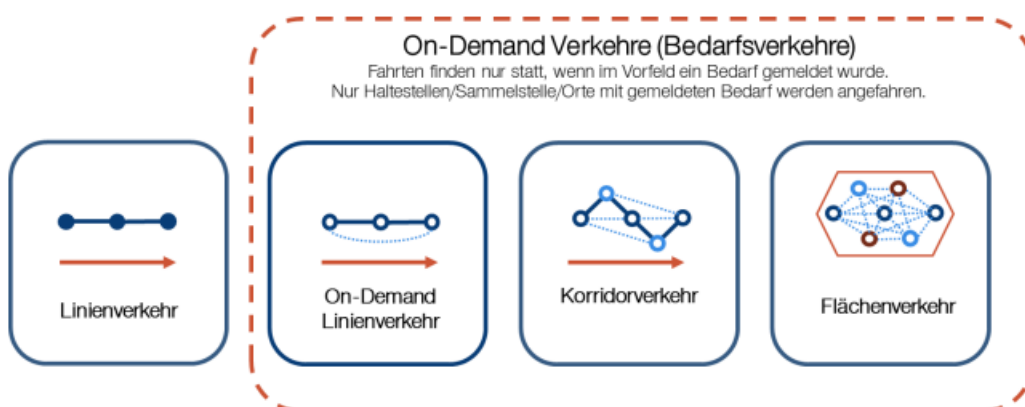 On-Demand Verkehre (Bedarfsverkehre)
Fahrten finden nur statt, wenn im Vorfeld ein Bedarf gemeldet wurde.
Nur Haltestellen/Sammelstelle/Orte mit gemeldeten Bedarf werden angefahren.
Linienverkehr
On-Demand
Linienverkehr
Korridorverkehr
Flächenverkehr